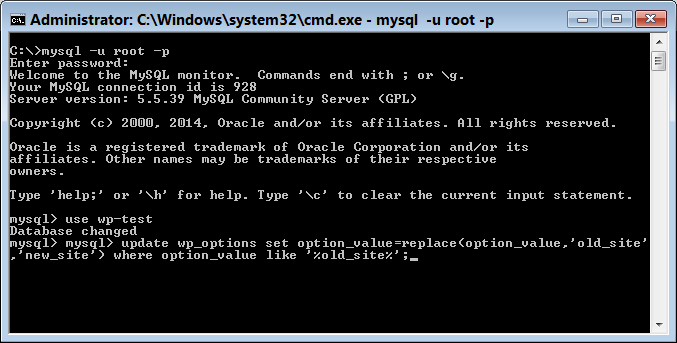 Administrator: C:\Windows\system32\cmd.exe - mysql -u root -p
C:\>mysql -u root -p
Enter password:
Welcome to the MySQL monitor.  Commands end with ; or \g.
Your MySQL connection id is 928
Server version: 5.5.39 MySQL Community Server (GPL)
Copyright (c) 2000, 2014, Oracle and/or its affiliates. All rights reserved.
Oracle is a registered trademark of Oracle Corporation and/or its
affiliates. Other names may be trademarks of their respective
owners.
Type 'help;' or '\h' for help. Type '\c' to clear the current input statement.
mysql> use wp-test
Database changed
mysql> mysql> update wp_options set option_value=replace(option_value,'old_site'
,'new_site') where option_value like '%old_site%';